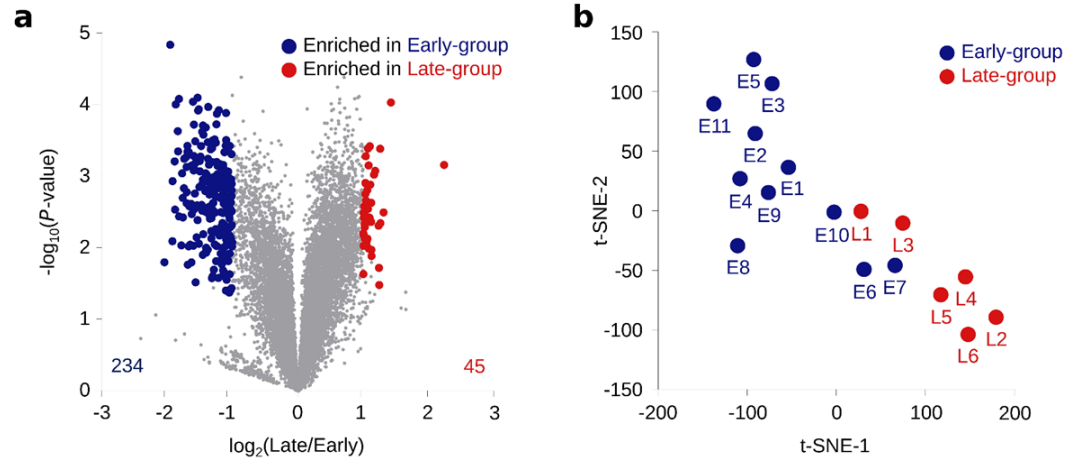 a
5
4
3
2
1
0
-log10(P-value)
Enriched in Early-group
Enriched in Late-group
234
45
-3
-2
-1
0
1
2
3
log2(Late/Early)
b
150
100
50
0
-50
-100
-150
t-SNE-2
Early-group
Late-group
E5
E3
E11
E2
E1
E4
E9
E10
L1
L3
E8
E6
E7
L4
L5
L2
L6
-200
-100
0
100
200
t-SNE-1